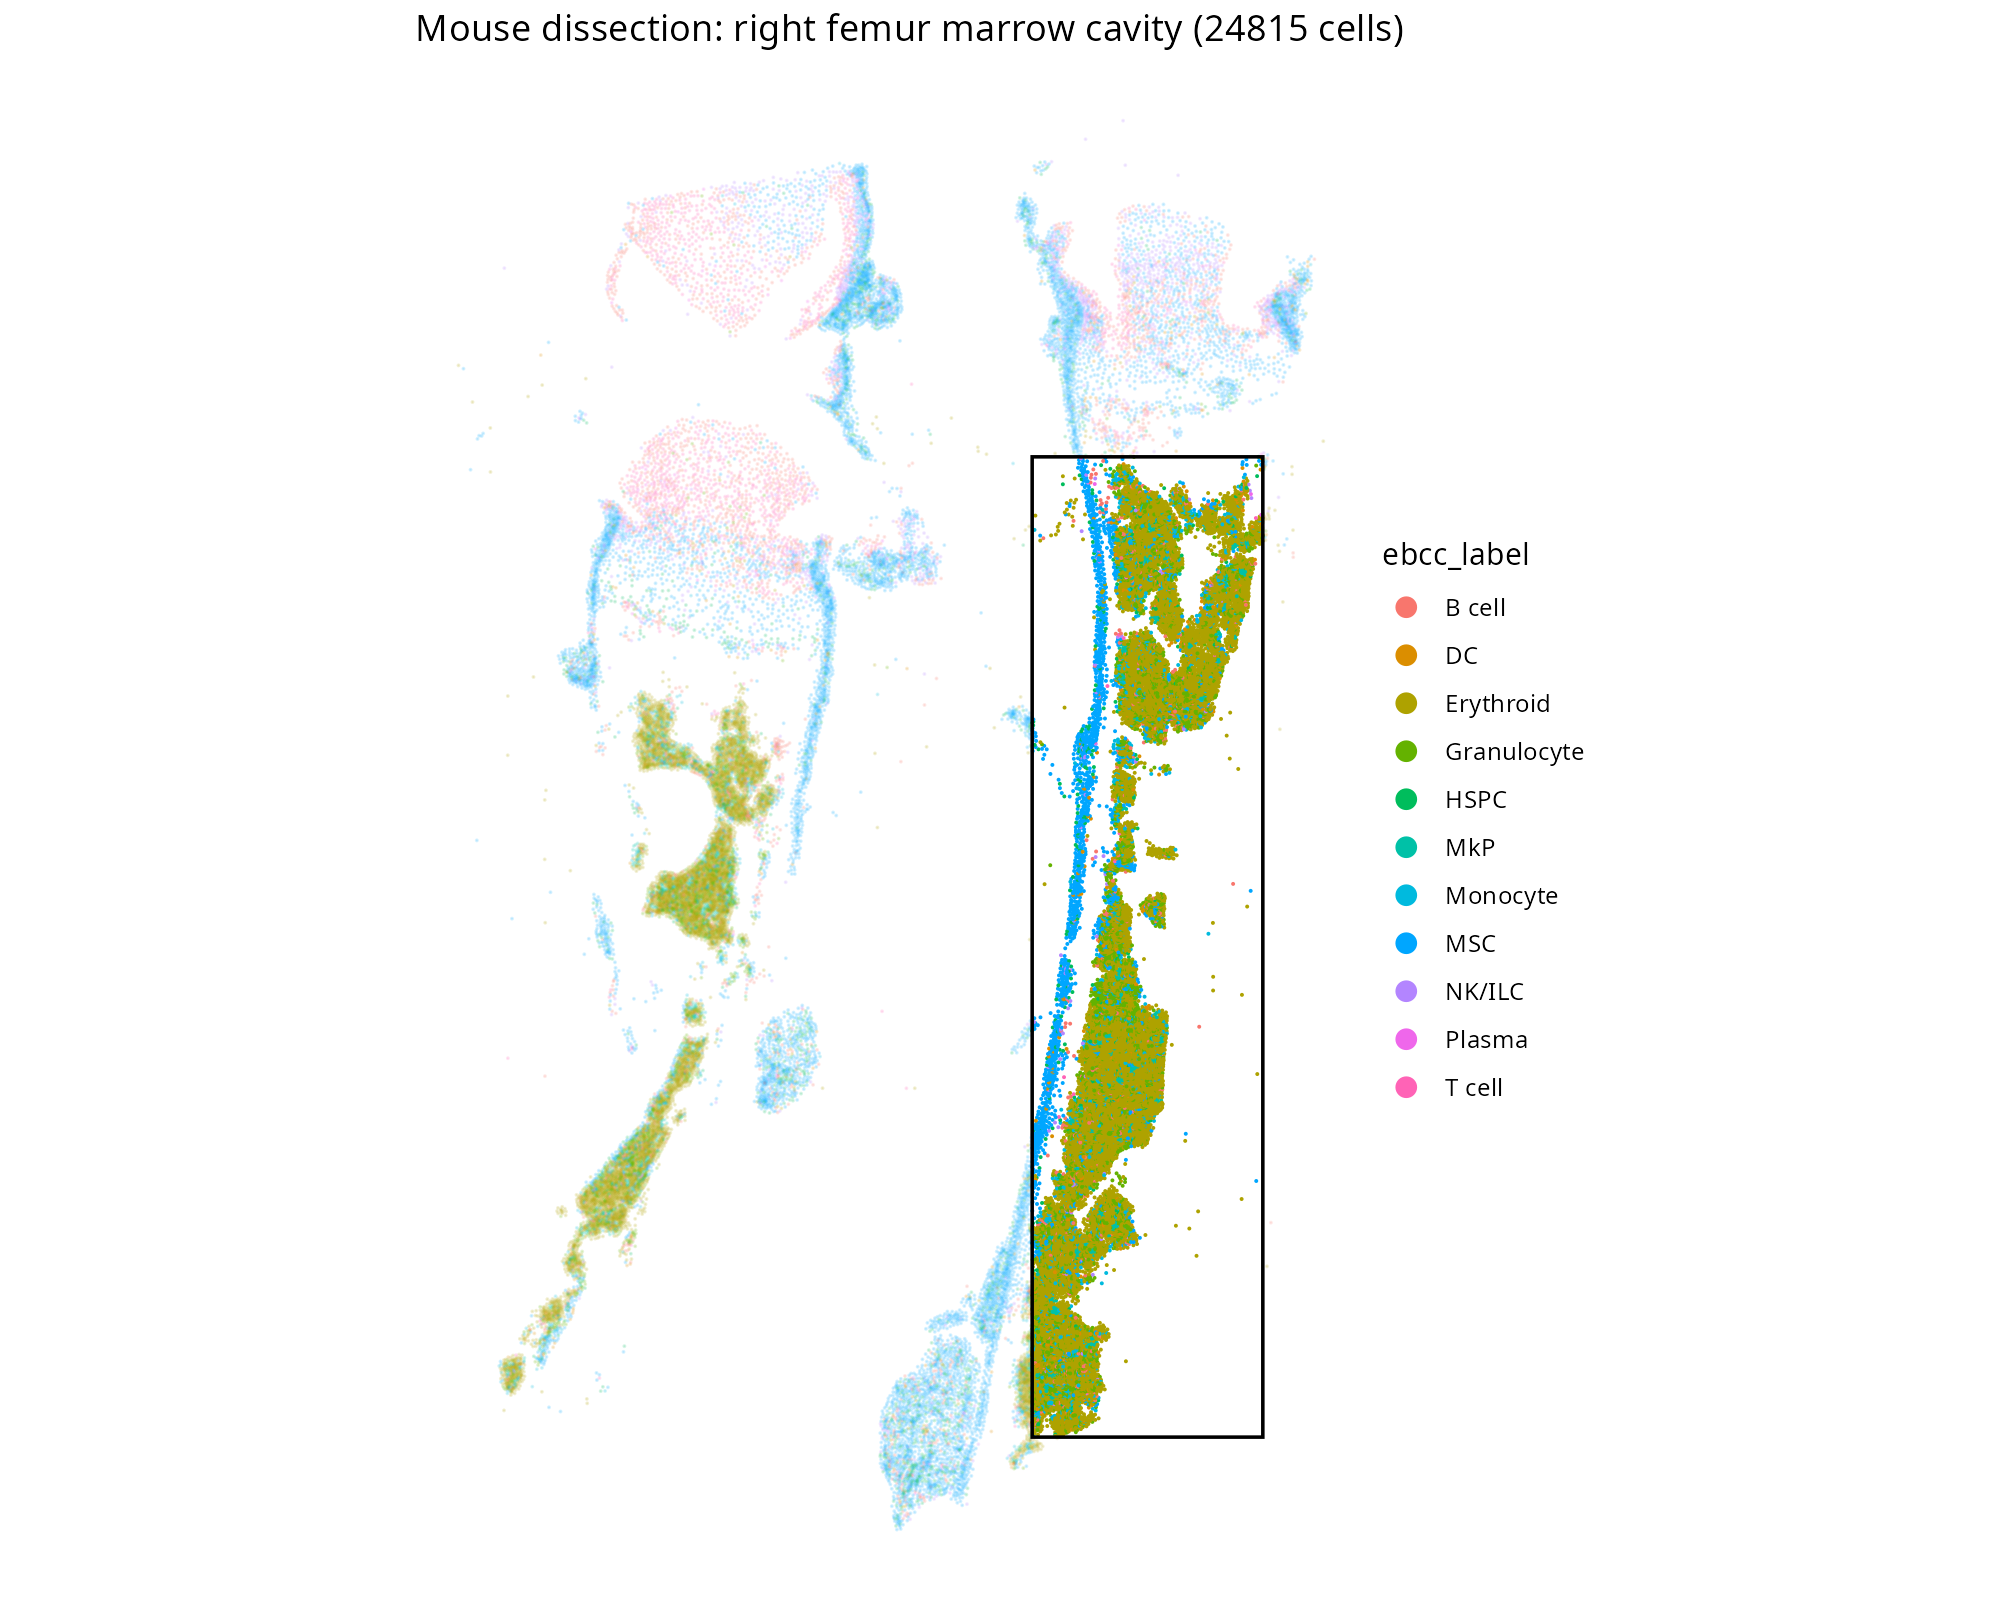 Mouse dissection: right femur marrow cavity (24815 cells)
ebcc_label
B cell
DC
Erythroid
Granulocyte
HSPC
MkP
Monocyte
MSC
NK/ILC
Plasma
T cell